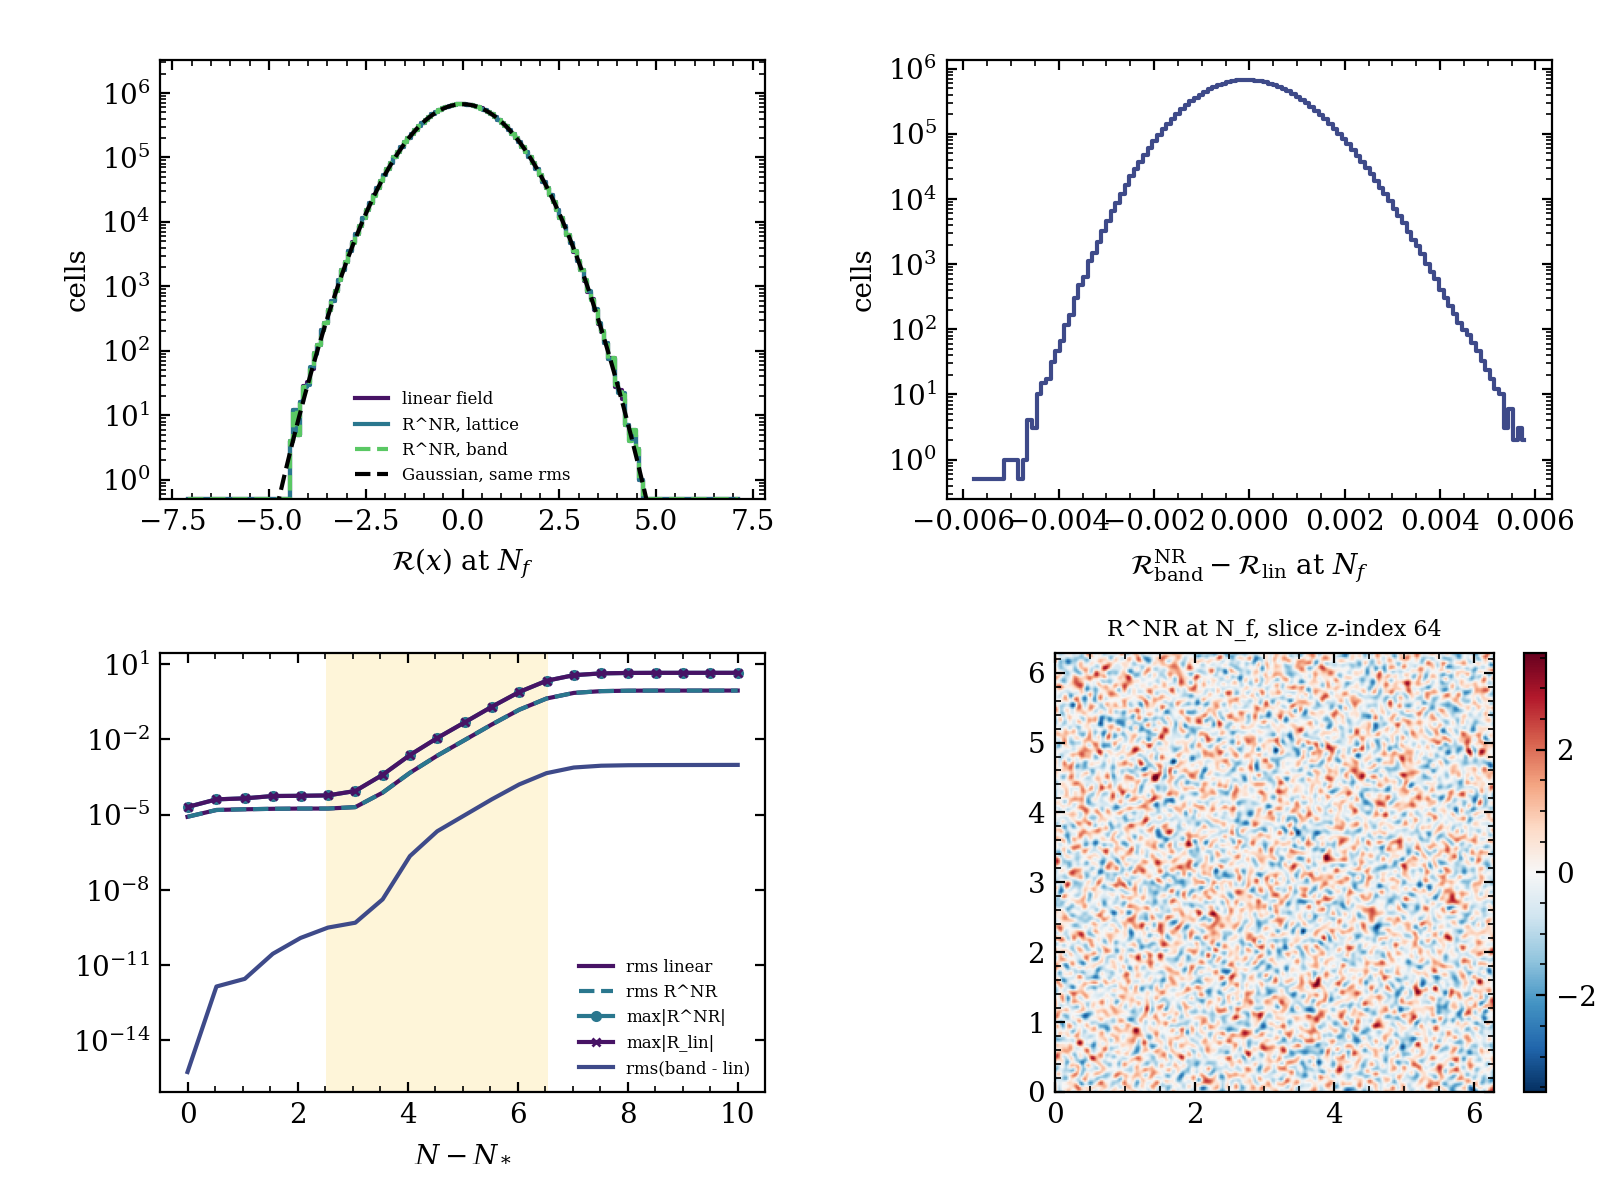 10^6
10^5
10^4
10^3
10^2
10^1
10^0
cells
linear field
R^NR, lattice
R^NR, band
Gaussian, same rms
−7.5 −5.0 −2.5 0.0 2.5 5.0 7.5
ℛ(x) at N_f
10^6
10^5
10^4
10^3
10^2
10^1
10^0
cells
−0.006 −0.004 −0.002 0.000 0.002 0.004 0.006
ℛ^NR_band − ℛ_lin at N_f
10^1
10^−2
10^−5
10^−8
10^−11
10^−14
rms linear
rms R^NR
max|R^NR|
max|R_lin|
rms(band - lin)
0 2 4 6 8 10
N − N_*
R^NR at N_f, slice z-index 64
6
5
4
3
2
1
0
0 2 4 6
2
0
−2